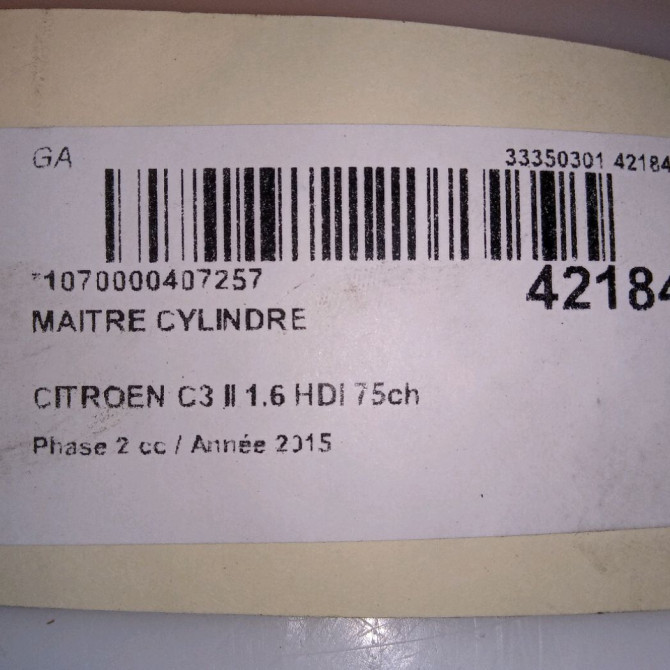 GA
33350301 42184
*1070000407257
42184
MAITRE CYLINDRE
CITROEN C3 II 1.6 HDI 75ch
Phase 2 cc / Année 2015